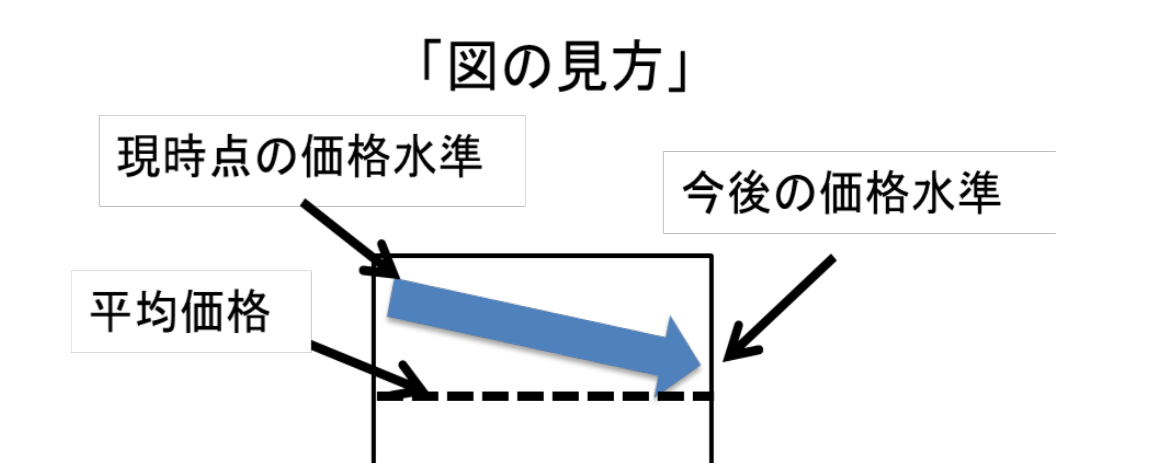 「図の見方」
現時点の価格水準
今後の価格水準
平均価格